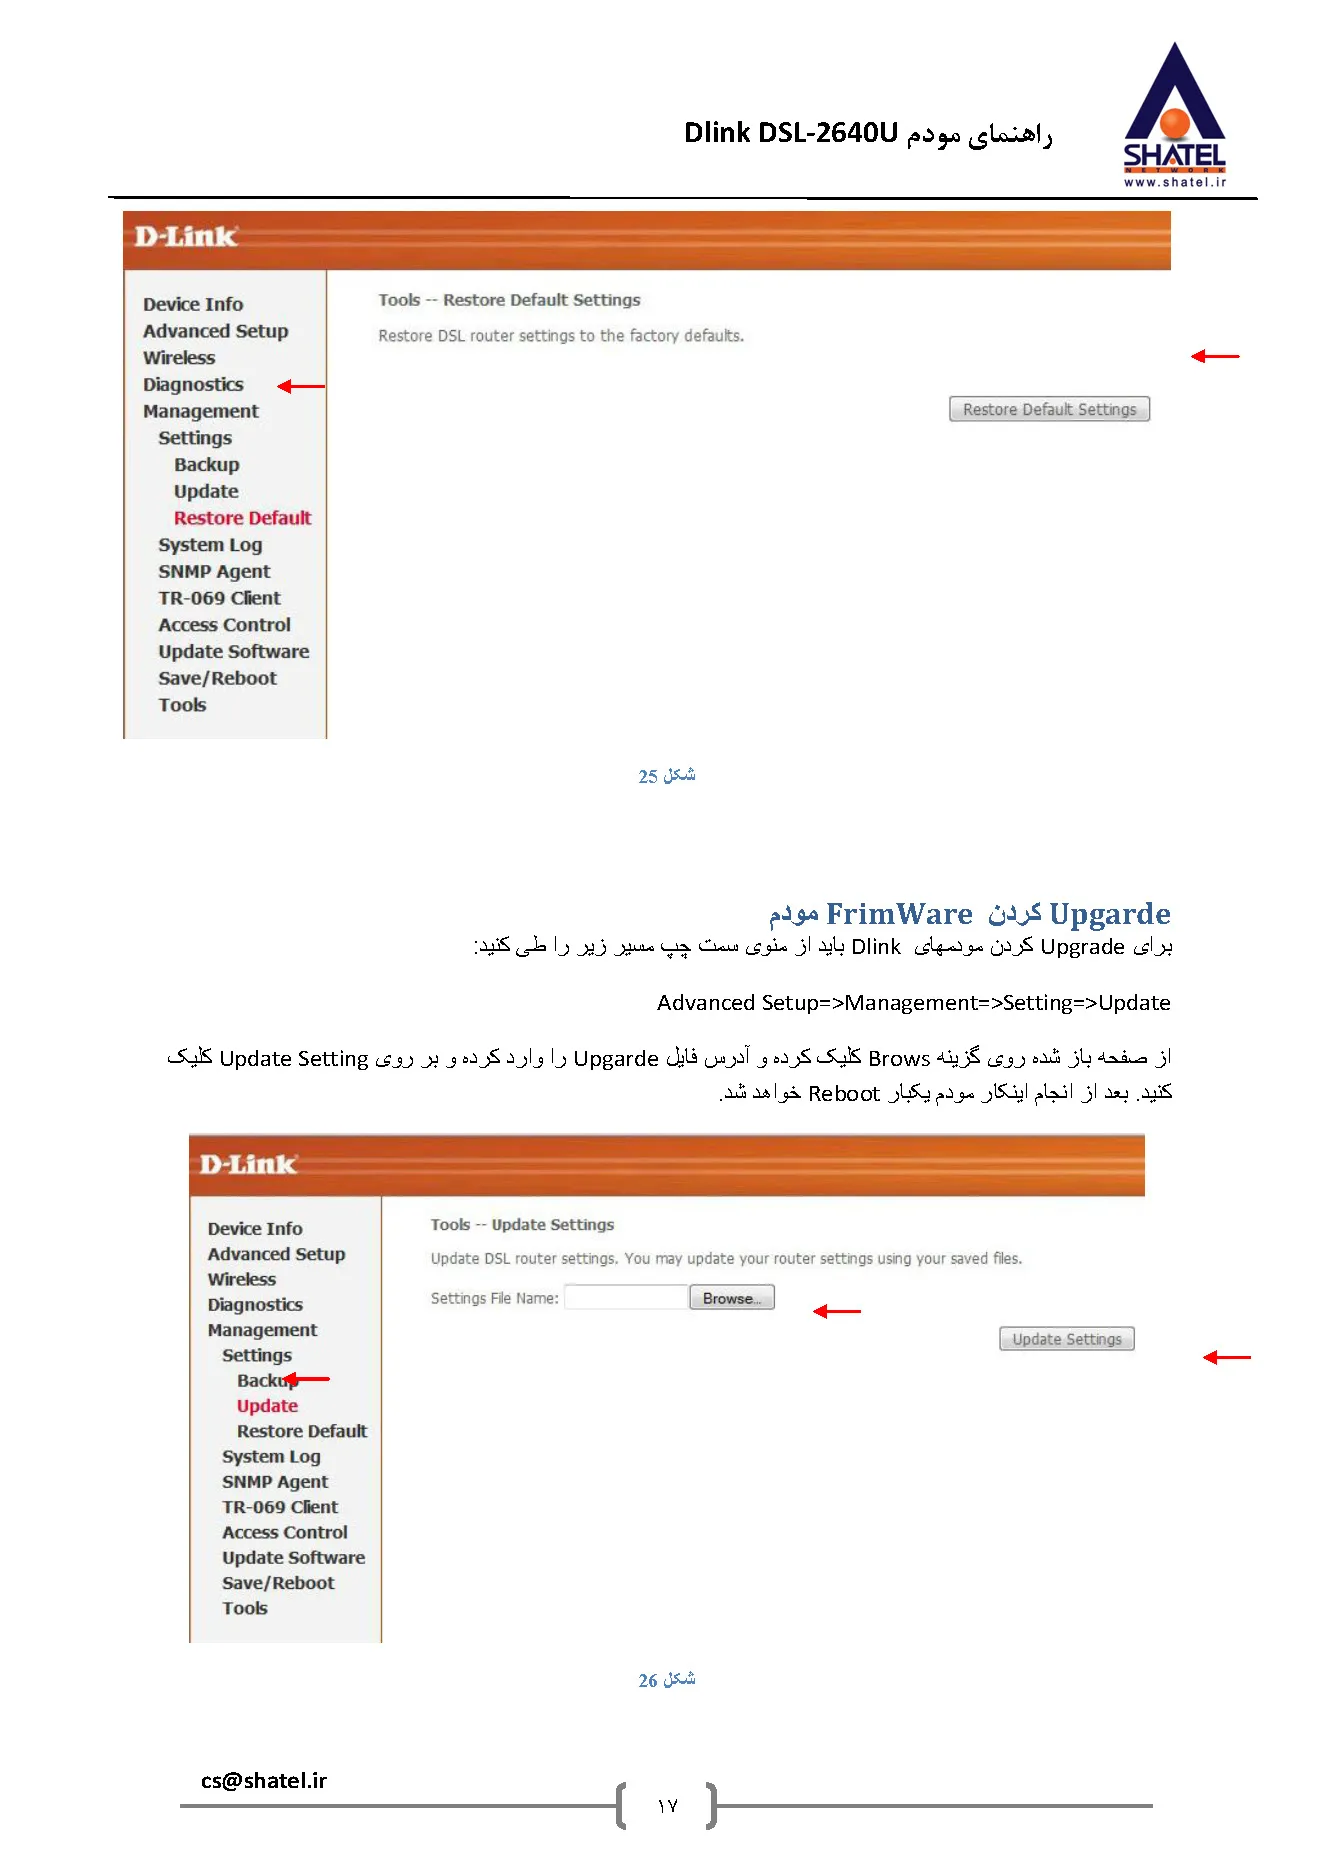 راهنمای مودم Dlink DSL-2640U
SHATEL
NETWORK
www.shatel.ir
D-Link
Device Info
Advanced Setup
Wireless
Diagnostics
Management
Settings
Backup
Update
Restore Default
System Log
SNMP Agent
TR-069 Client
Access Control
Update Software
Save/Reboot
Tools
Tools -- Restore Default Settings
Restore DSL router settings to the factory defaults.
Restore Default Settings
شکل 25
Upgarde کردن FrimWare مودم
برای Upgrade کردن مودمهای Dlink باید از منوی سمت چپ مسیر زیر را طی کنید:
Advanced Setup=>Management=>Setting=>Update
از صفحه باز شده روی گزینه Brows کلیک کرده و آدرس فایل Upgarde را وارد کرده و بر روی Update Setting کلیک
کنید. بعد از انجام اینکار مودم یکبار Reboot خواهد شد.
D-Link
Device Info
Advanced Setup
Wireless
Diagnostics
Management
Settings
Backup
Update
Restore Default
System Log
SNMP Agent
TR-069 Client
Access Control
Update Software
Save/Reboot
Tools
Tools -- Update Settings
Update DSL router settings. You may update your router settings using your saved files.
Settings File Name: Browse...
Update Settings
شکل 26
cs@shatel.ir
۱۷